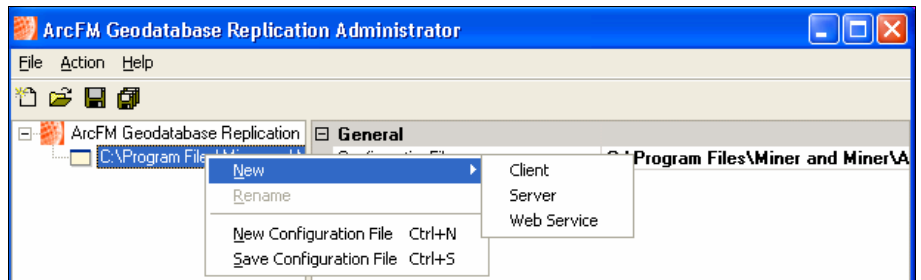 ArcFM Geodatabase Replication Administrator
File Action Help
ArcFM Geodatabase Replication
General
C:\Program
Program Files\Miner and Miner\A
New
Client
Rename
Server
Web Service
New Configuration File Ctrl+N
Save Configuration File Ctrl+S